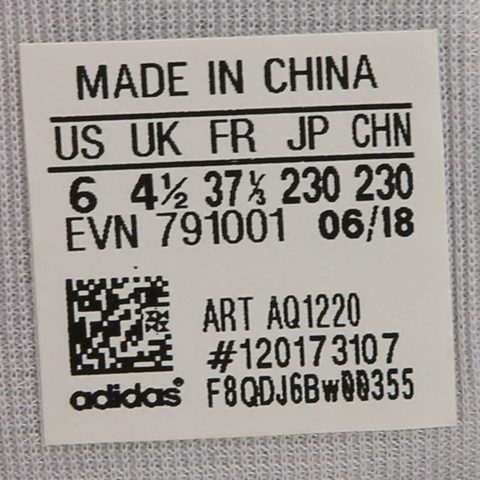 MADE IN CHINA
US UK FR JP CHN
6 4½ 37⅓ 230 230
EVN 791001 06/18
ART AQ1220
#120173107
adidas® F8QDJ6Bw00355